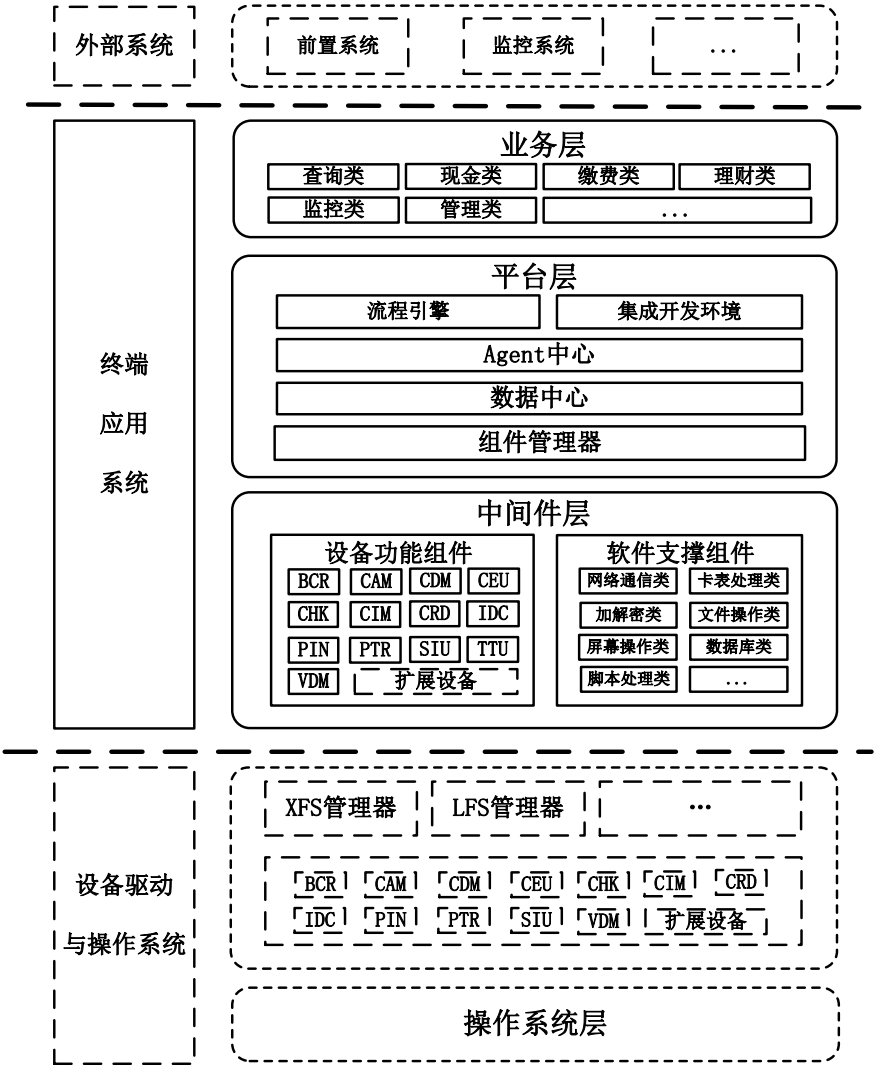 外部系统
前置系统
监控系统
...
终端
应用
系统
业务层
查询类
现金类
缴费类
理财类
监控类
管理类
...
平台层
流程引擎
集成开发环境
Agent中心
数据中心
组件管理器
中间件层
设备功能组件
BCR
CAM
CDM
CEU
CHK
CIM
CRD
IDC
PIN
PTR
SIU
TTU
VDM
扩展设备
软件支撑组件
网络通信类
卡表处理类
加解密类
文件操作类
屏幕操作类
数据库类
脚本处理类
...
设备驱动
与操作系统
XFS管理器
LFS管理器
...
BCR
CAM
CDM
CEU
CHK
CIM
CRD
IDC
PIN
PTR
SIU
VDM
扩展设备
操作系统层